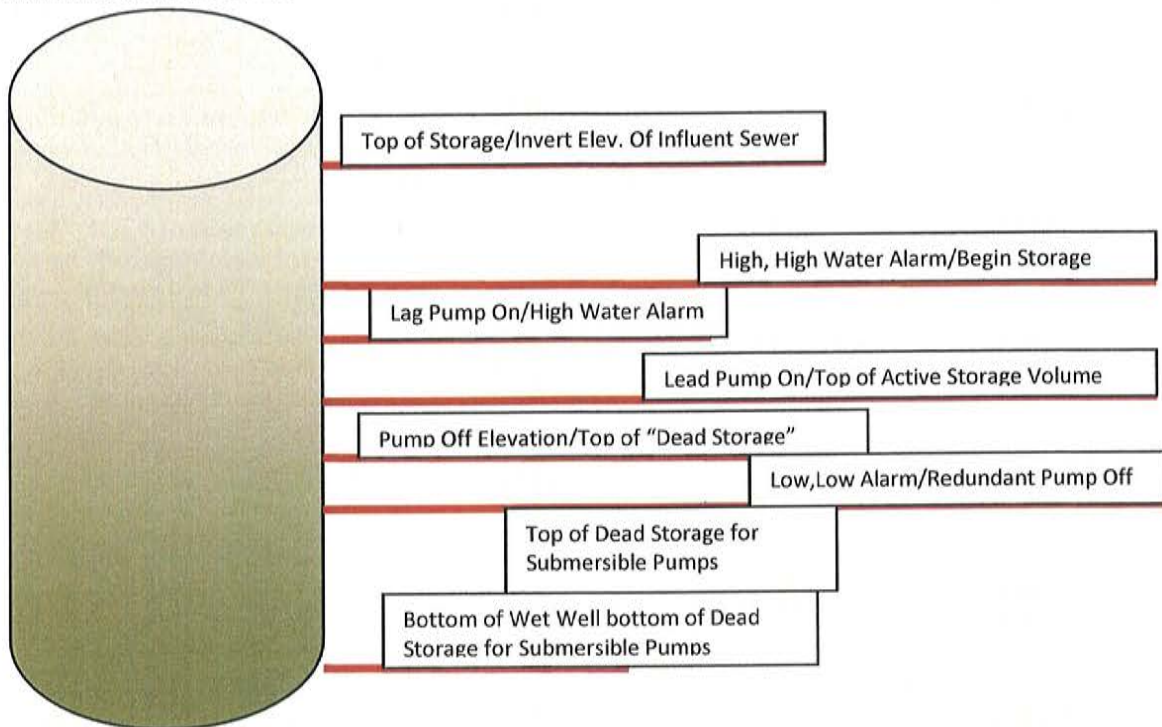 Top of Storage/Invert Elev. Of Influent Sewer
High, High Water Alarm/Begin Storage
Lag Pump On/High Water Alarm
Lead Pump On/Top of Active Storage Volume
Pump Off Elevation/Top of “Dead Storage”
Low,Low Alarm/Redundant Pump Off
Top of Dead Storage for
Submersible Pumps
Bottom of Wet Well bottom of Dead
Storage for Submersible Pumps